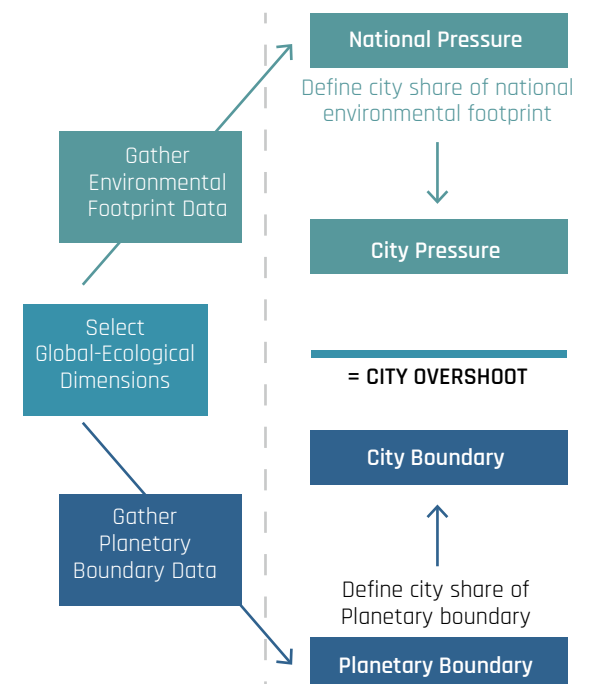 National Pressure
Define city share of national
environmental footprint
Gather
Environmental
Footprint Data
City Pressure
Select
Global-Ecological
Dimensions
= CITY OVERSHOOT
City Boundary
Gather
Planetary
Boundary Data
Define city share of
Planetary boundary
Planetary Boundary